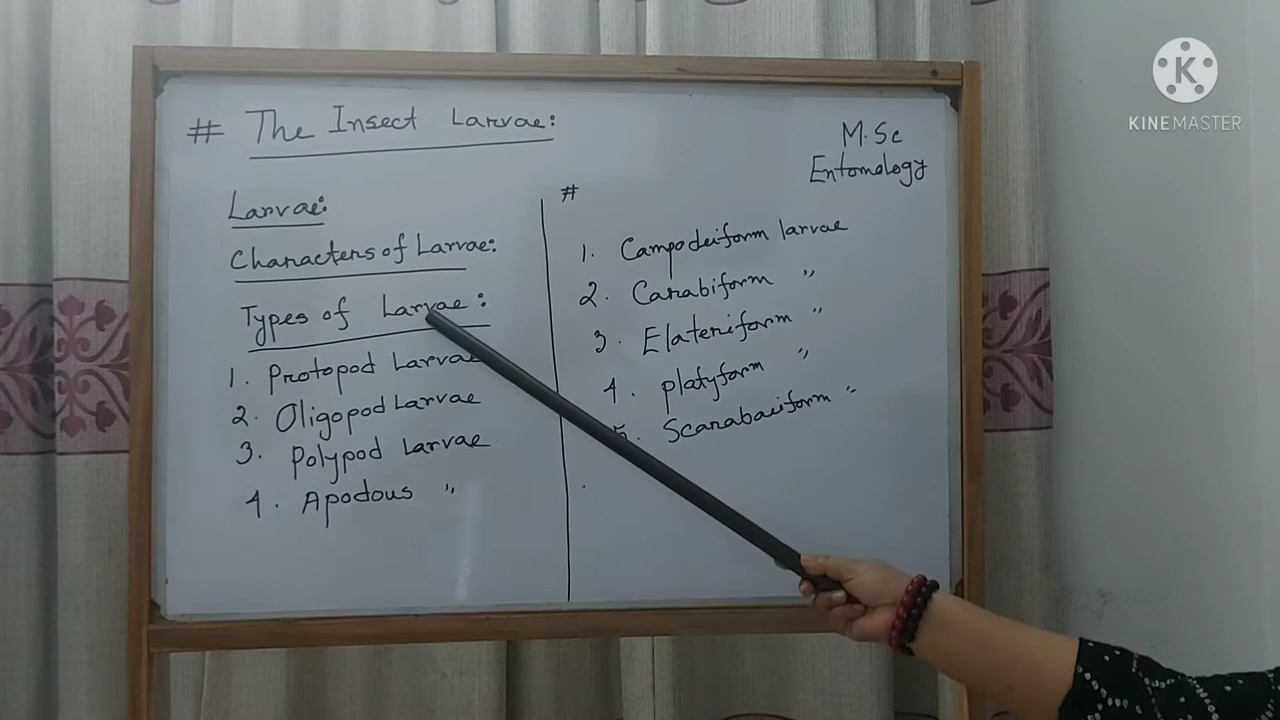 # The Insect Larvae:
M.Sc
Entomology
Larvae:
Characters of Larvae:
Types of Larvae:
1. Protopod Larvae
2. Oligopod Larvae
3. Polypod Larvae
4. Apodous "
#
1. Campodeiform larvae
2. Carabiform "
3. Elateriform "
4. platyform "
5. Scarabaeiform "
K
KINEMASTER